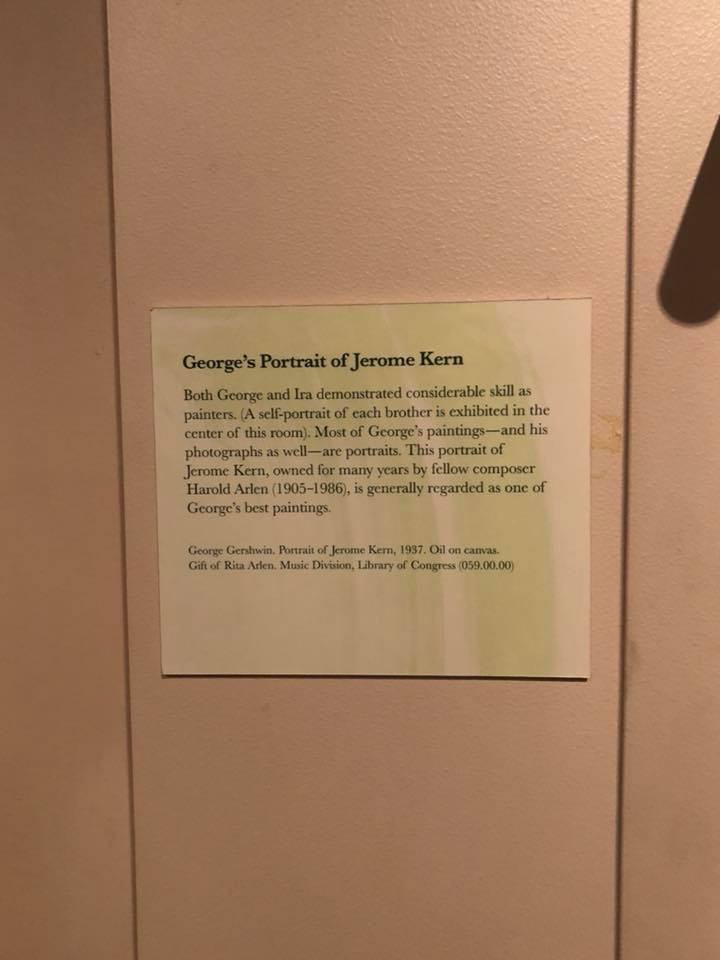 George's Portrait of Jerome Kern
Both George and Ira demonstrated considerable skill as
painters. (A self-portrait of each brother is exhibited in the
center of this room). Most of George's paintings—and his
photographs as well—are portraits. This portrait of
Jerome Kern, owned for many years by fellow composer
Harold Arlen (1905–1986), is generally regarded as one of
George's best paintings.
George Gershwin. Portrait of Jerome Kern, 1937. Oil on canvas.
Gift of Rita Arlen. Music Division, Library of Congress (059.00.00)